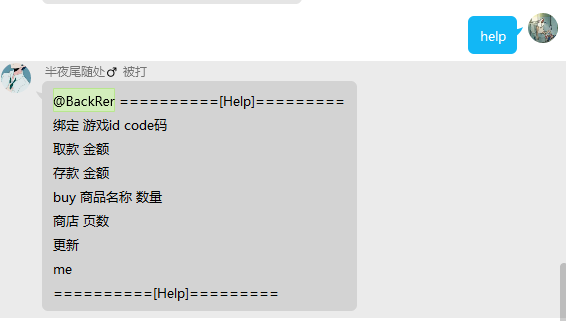 help
半夜尾随处♂ 被打
@BackRer ==========[Help]=========
绑定 游戏id code码
取款 金额
存款 金额
buy 商品名称 数量
商店 页数
更新
me
==========[Help]=========